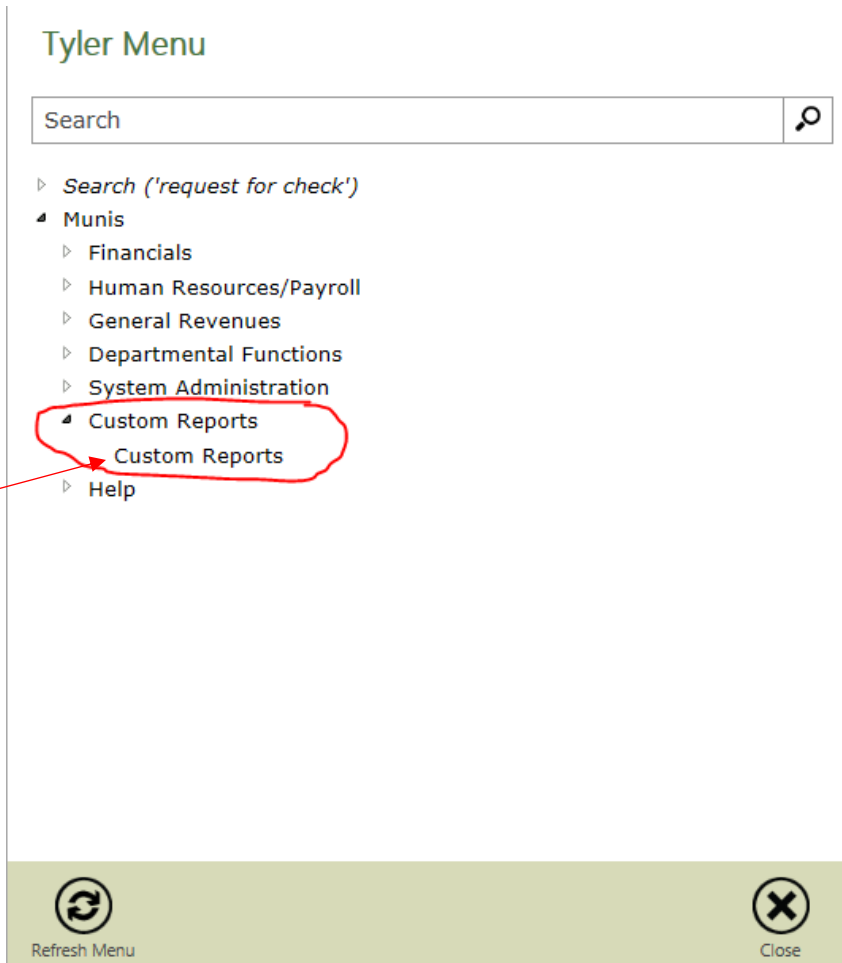 Tyler Menu
Search
Search ('request for check')
Munis
Financials
Human Resources/Payroll
General Revenues
Departmental Functions
System Administration
Custom Reports
Custom Reports
Help
Refresh Menu
Close